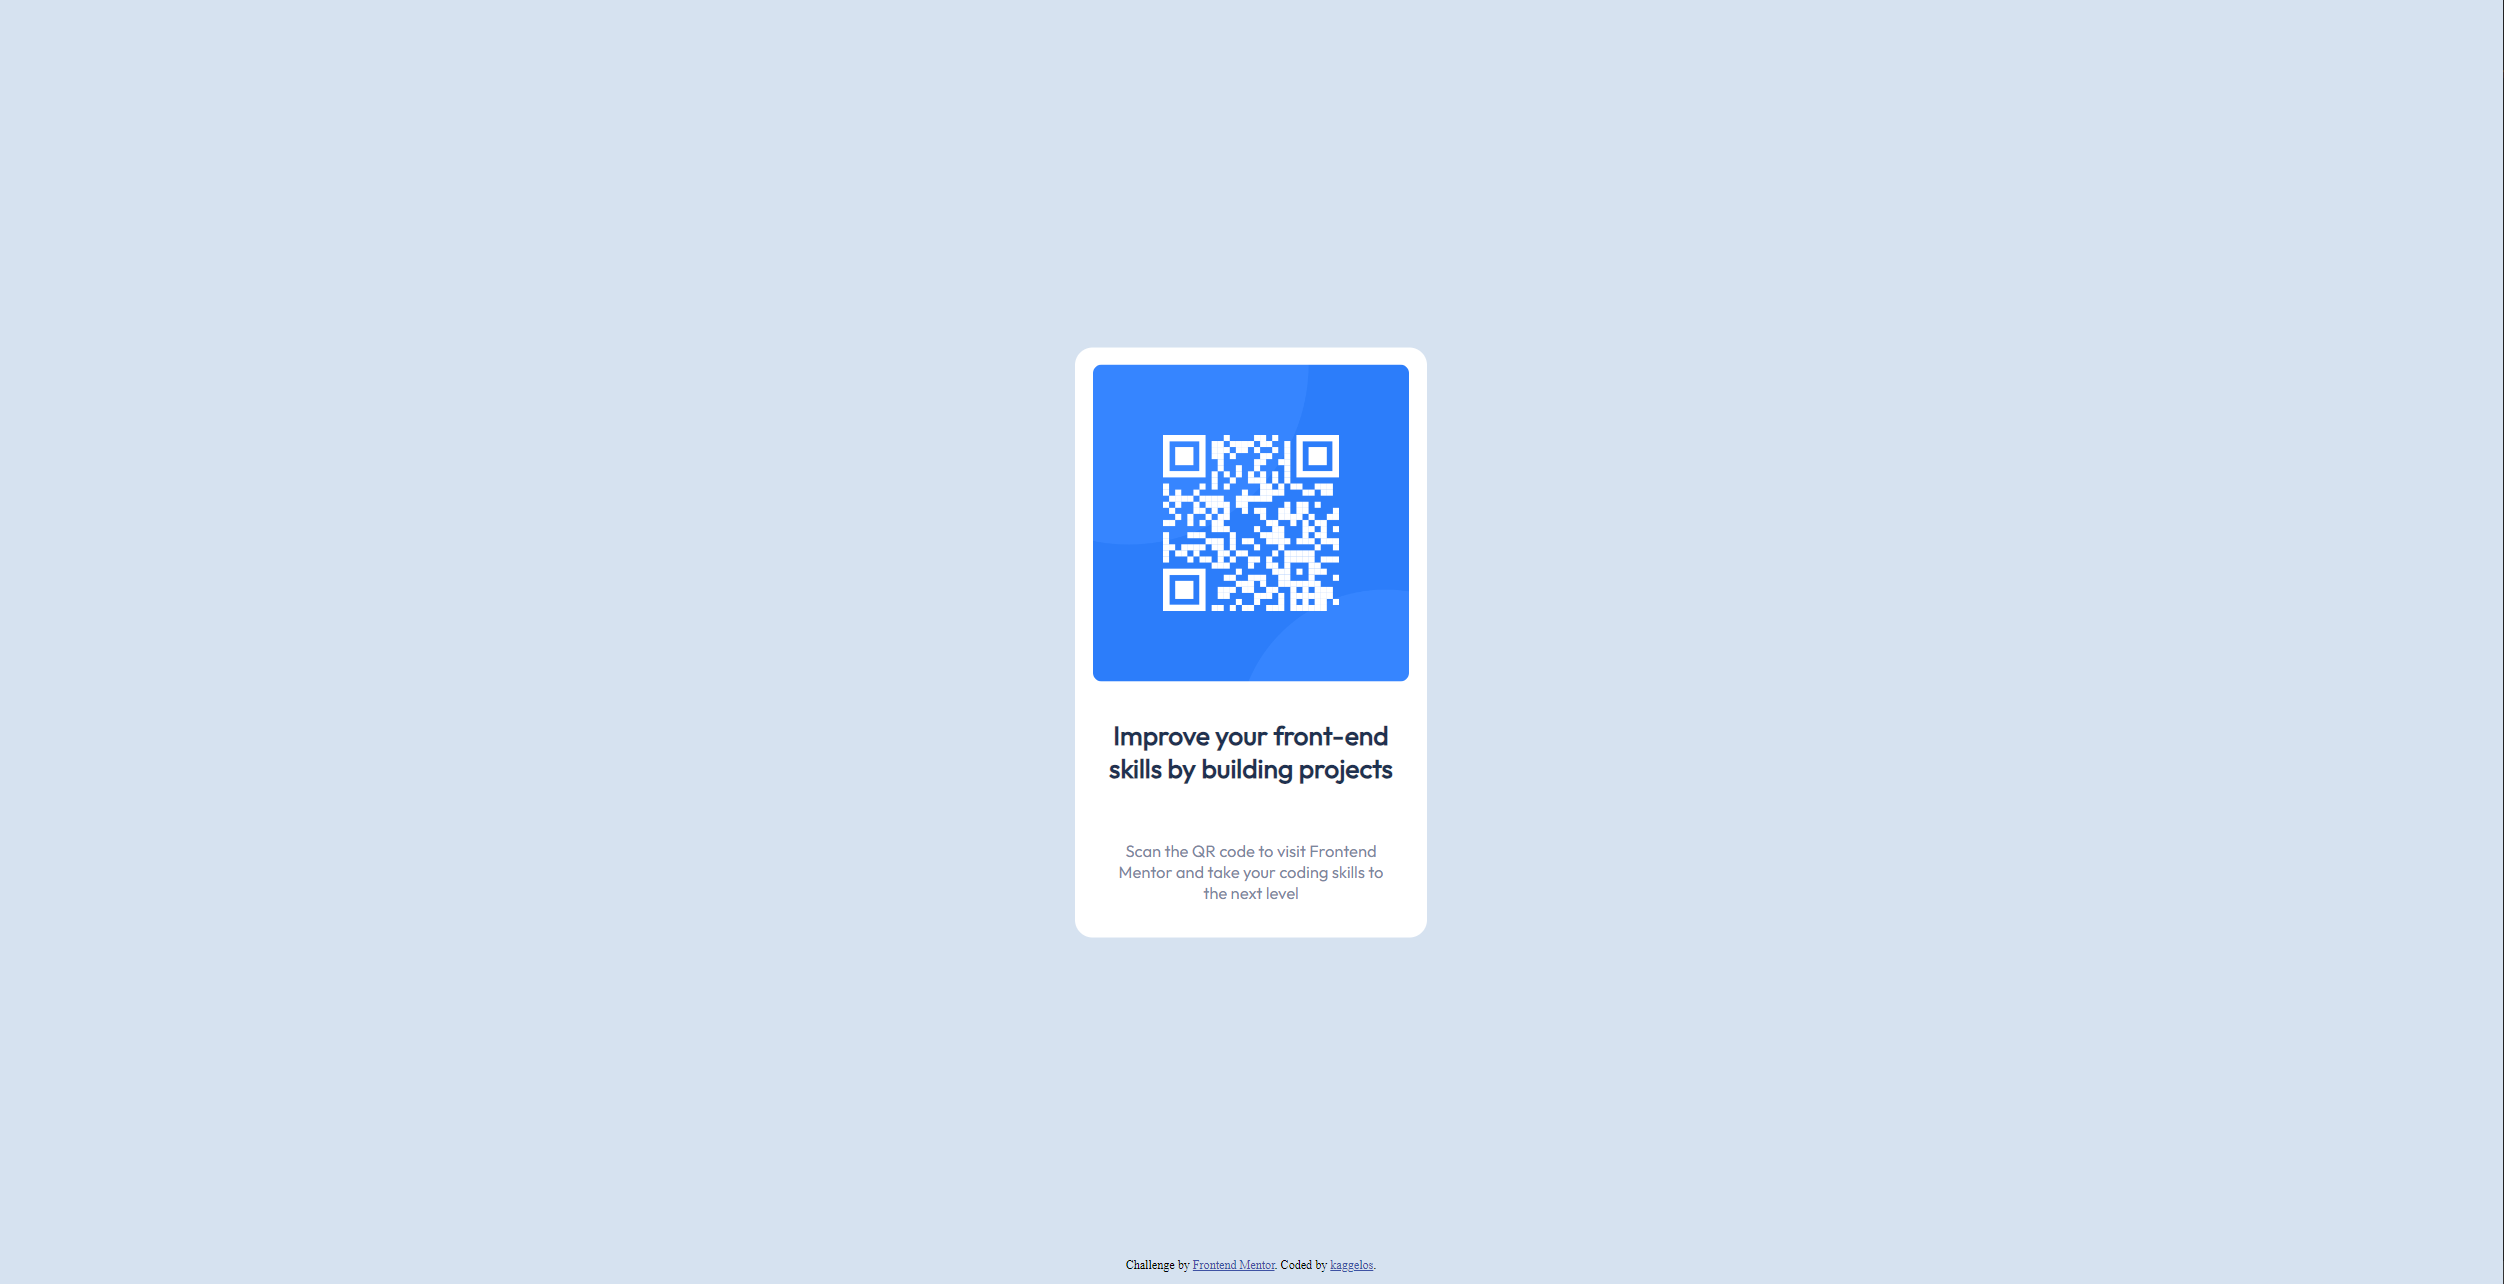 Improve your front-end
skills by building projects
Scan the QR code to visit Frontend
Mentor and take your coding skills to
the next level
Challenge by Frontend Mentor. Coded by kaggelos.